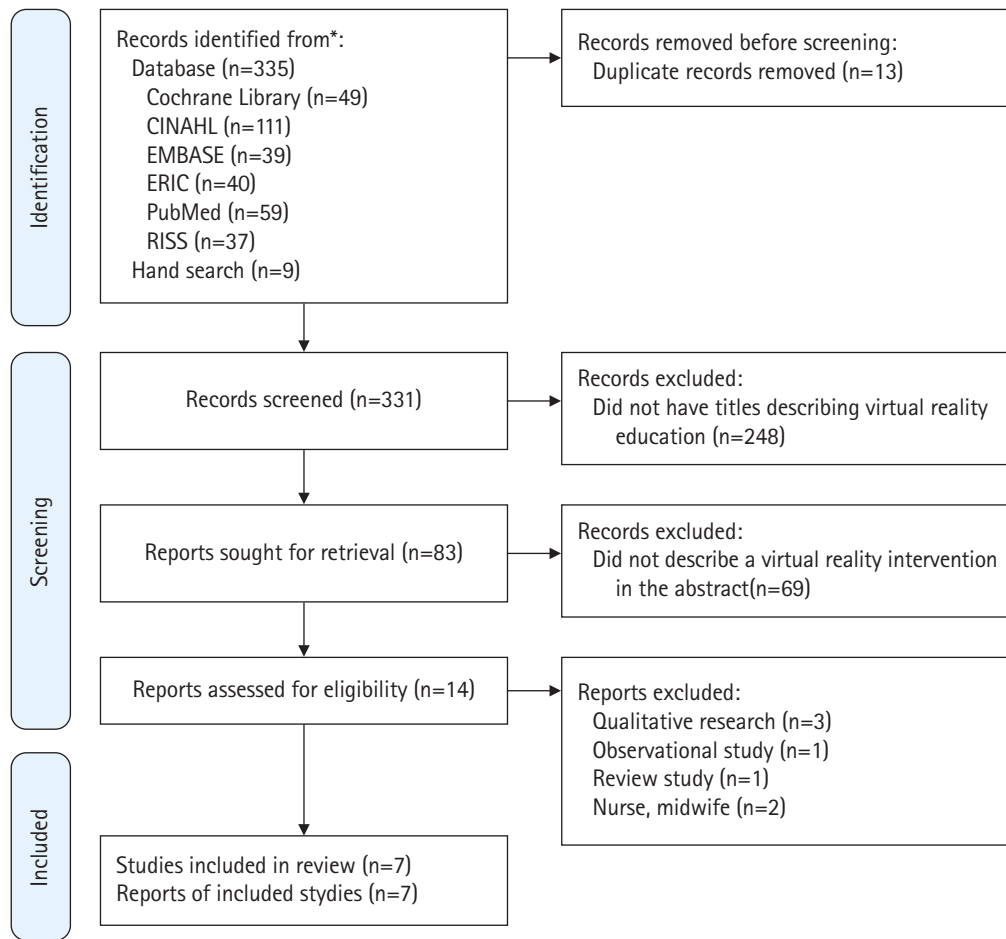 Identification
Records identified from*:
Database (n=335)
Cochrane Library (n=49)
CINAHL (n=111)
EMBASE (n=39)
ERIC (n=40)
PubMed (n=59)
RISS (n=37)
Hand search (n=9)
Records removed before screening:
Duplicate records removed (n=13)
Screening
Records screened (n=331)
Records excluded:
Did not have titles describing virtual reality
education (n=248)
Reports sought for retrieval (n=83)
Records excluded:
Did not describe a virtual reality intervention
in the abstract(n=69)
Reports assessed for eligibility (n=14)
Reports excluded:
Qualitative research (n=3)
Observational study (n=1)
Review study (n=1)
Nurse, midwife (n=2)
Included
Studies included in review (n=7)
Reports of included stydies (n=7)